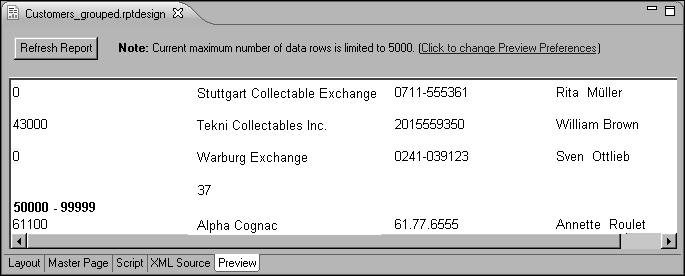 Customers_grouped.rptdesign
Refresh Report Note: Current maximum number of data rows is limited to 5000. (Click to change Preview Preferences)
0 Stuttgart Collectable Exchange 0711-555361 Rita Müller
43000 Tekni Collectables Inc. 2015559350 William Brown
0 Warburg Exchange 0241-039123 Sven Ottlieb
37
50000 - 99999
61100 Alpha Cognac 61.77.6555 Annette Roulet
Layout Master Page Script XML Source Preview